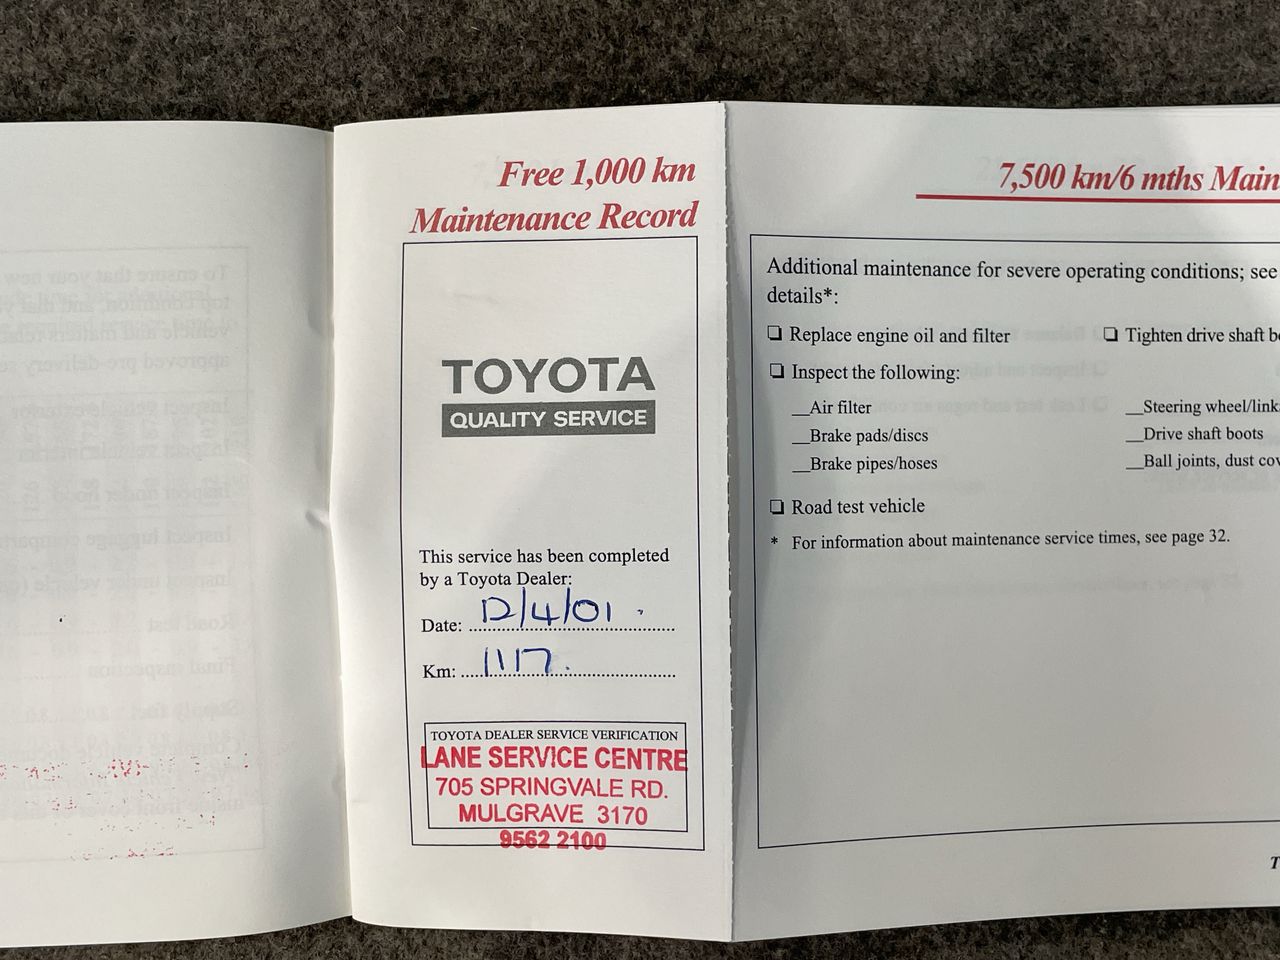 Free 1,000 km
Maintenance Record
TOYOTA
QUALITY SERVICE
This service has been completed
by a Toyota Dealer:
Date: 12/4/01
Km: 1117
TOYOTA DEALER SERVICE VERIFICATION
LANE SERVICE CENTRE
705 SPRINGVALE RD.
MULGRAVE 3170
9562 2100
7,500 km/6 mths Main
Additional maintenance for severe operating conditions; see
details*:
❑ Replace engine oil and filter
❑ Tighten drive shaft b
❑ Inspect the following:
__Air filter
__Steering wheel/link
__Brake pads/discs
__Drive shaft boots
__Brake pipes/hoses
__Ball joints, dust cov
❑ Road test vehicle
* For information about maintenance service times, see page 32.